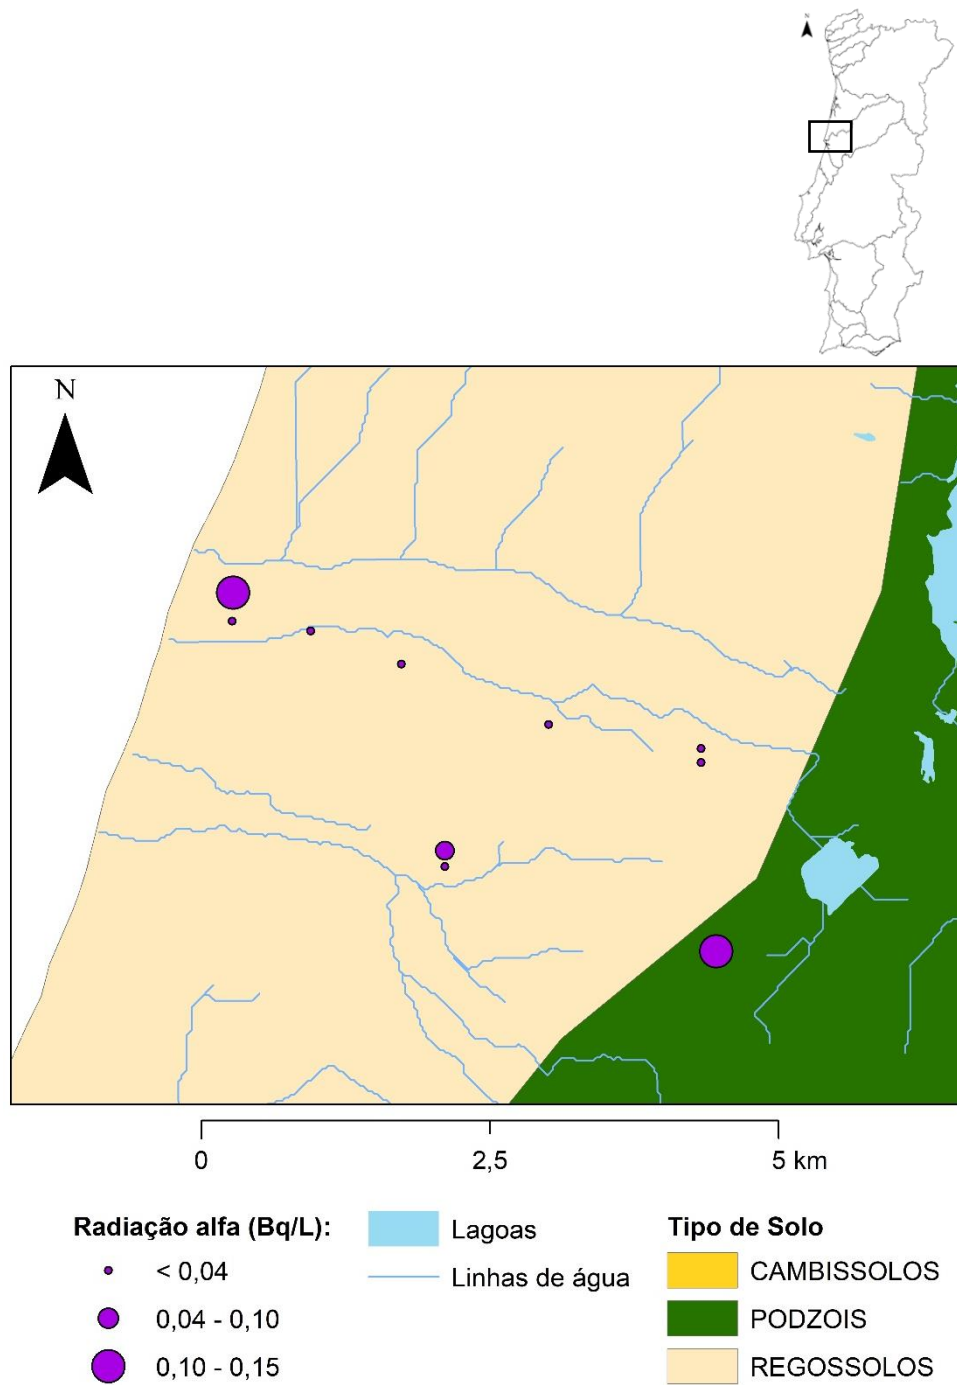 N
N
0
2,5
5 km
Radiação alfa (Bq/L):
< 0,04
0,04 - 0,10
0,10 - 0,15
Lagoas
Linhas de água
Tipo de Solo
CAMBISSOLOS
PODZOIS
REGOSSOLOS